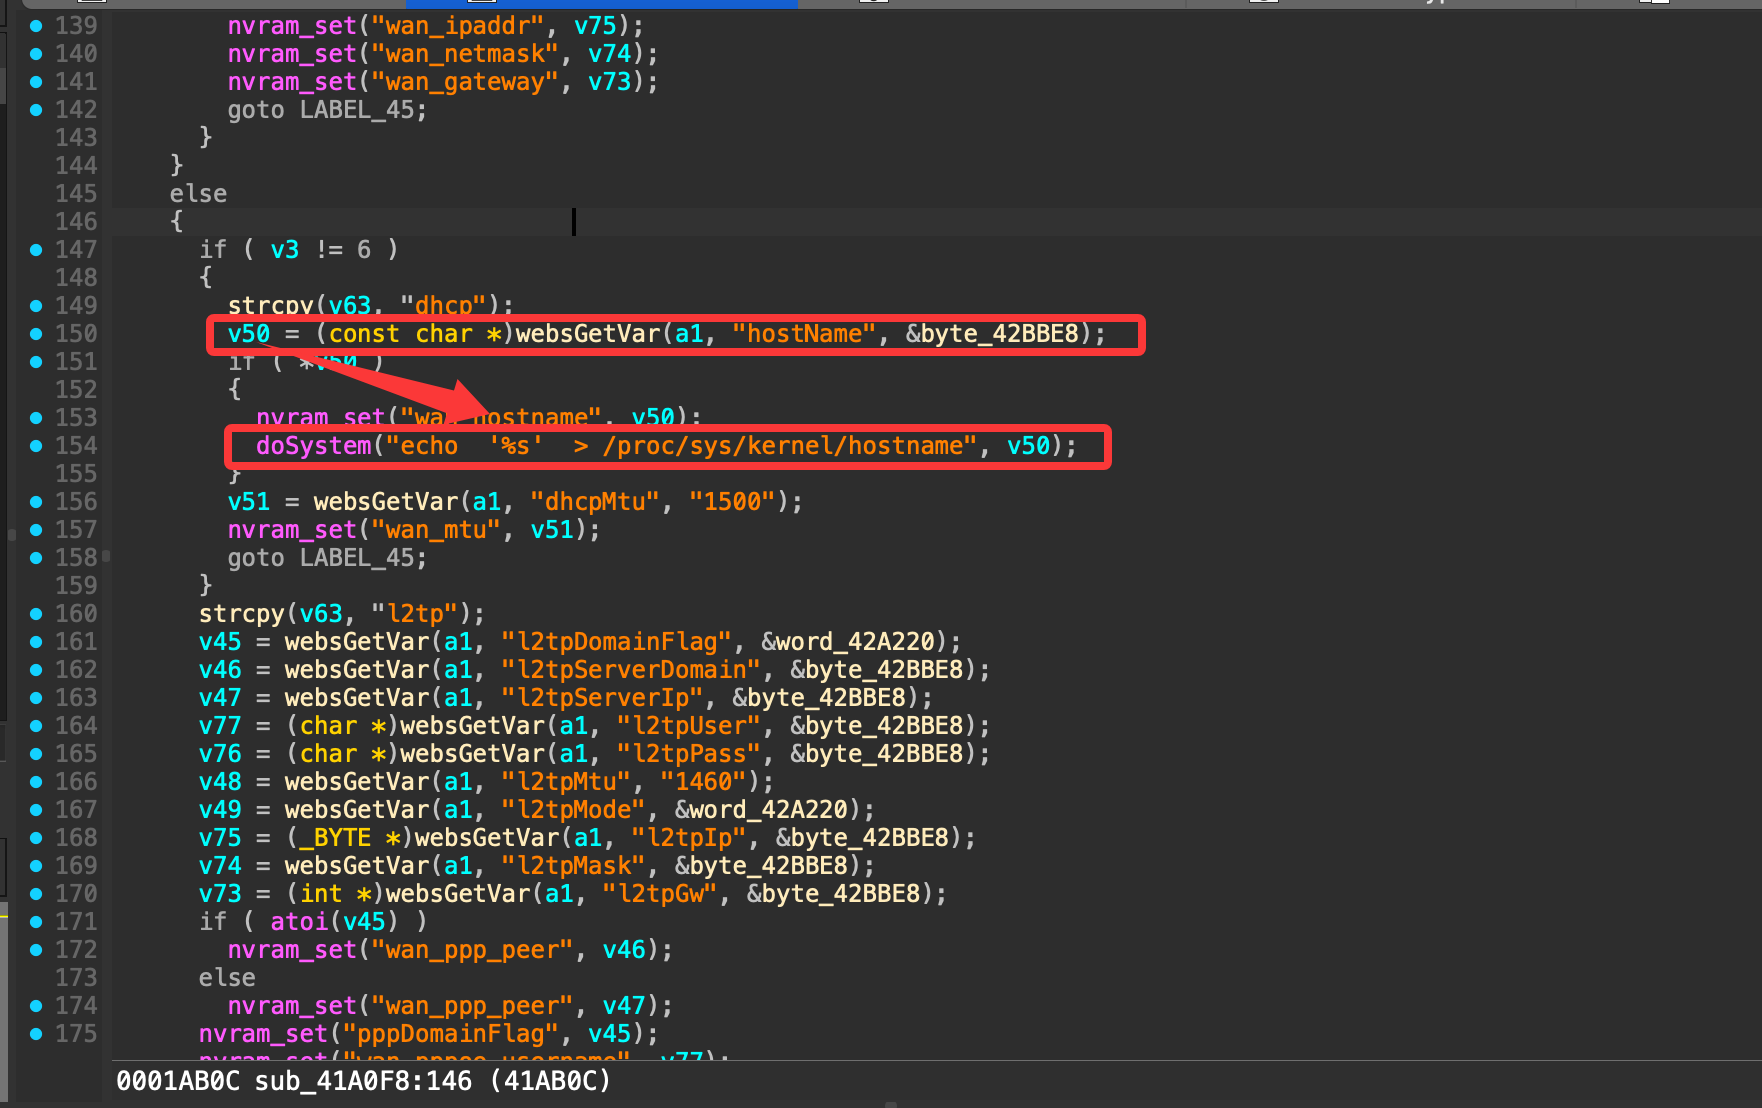 139 nvram_set("wan_ipaddr", v75);
140 nvram_set("wan_netmask", v74);
141 nvram_set("wan_gateway", v73);
142 goto LABEL_45;
143 }
144 }
145 else
146 {
147 if ( v3 != 6 )
148 {
149 strcpy(v63, "dhcp");
150 v50 = (const char *)websGetVar(a1, "hostName", &byte_42BBE8);
151 if ( *v50 )
152 {
153 nvram_set("wan_hostname", v50);
154 doSystem("echo  '%s'  > /proc/sys/kernel/hostname", v50);
155 }
156 v51 = websGetVar(a1, "dhcpMtu", "1500");
157 nvram_set("wan_mtu", v51);
158 goto LABEL_45;
159 }
160 strcpy(v63, "l2tp");
161 v45 = websGetVar(a1, "l2tpDomainFlag", &word_42A220);
162 v46 = websGetVar(a1, "l2tpServerDomain", &byte_42BBE8);
163 v47 = websGetVar(a1, "l2tpServerIp", &byte_42BBE8);
164 v77 = (char *)websGetVar(a1, "l2tpUser", &byte_42BBE8);
165 v76 = (char *)websGetVar(a1, "l2tpPass", &byte_42BBE8);
166 v48 = websGetVar(a1, "l2tpMtu", "1460");
167 v49 = websGetVar(a1, "l2tpMode", &word_42A220);
168 v75 = (_BYTE *)websGetVar(a1, "l2tpIp", &byte_42BBE8);
169 v74 = websGetVar(a1, "l2tpMask", &byte_42BBE8);
170 v73 = (int *)websGetVar(a1, "l2tpGw", &byte_42BBE8);
171 if ( atoi(v45) )
172 nvram_set("wan_ppp_peer", v46);
173 else
174 nvram_set("wan_ppp_peer", v47);
175 nvram_set("pppDomainFlag", v45);
nvram_set("wan_pppoe_username", v77);
0001AB0C sub_41A0F8:146 (41AB0C)